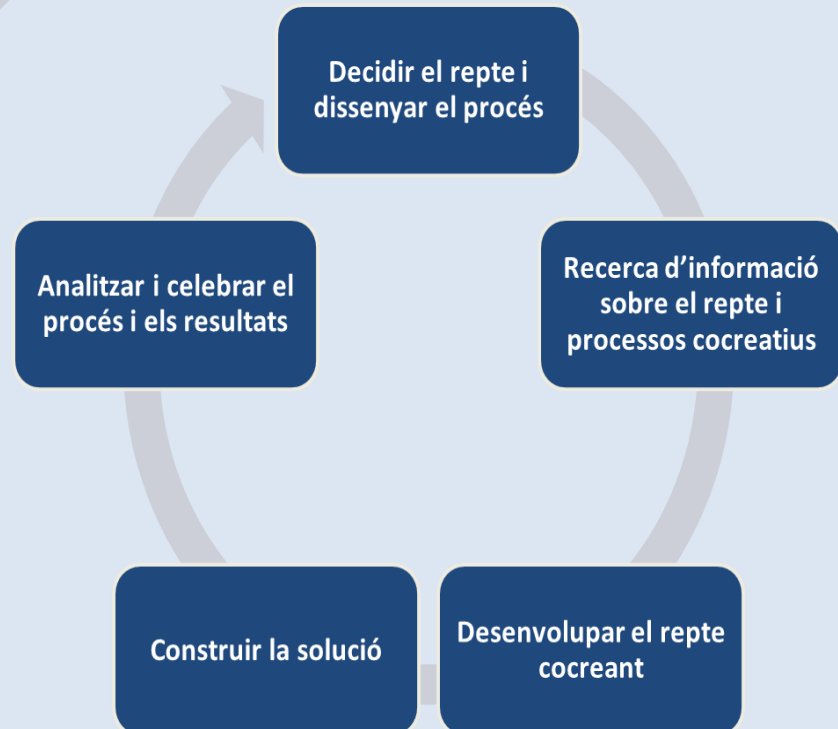 Decidir el repte i
dissenyar el procés
Recerca d’informació
sobre el repte i
processos cocreatius
Desenvolupar el repte
cocreant
Construir la solució
Analitzar i celebrar el
procés i els resultats